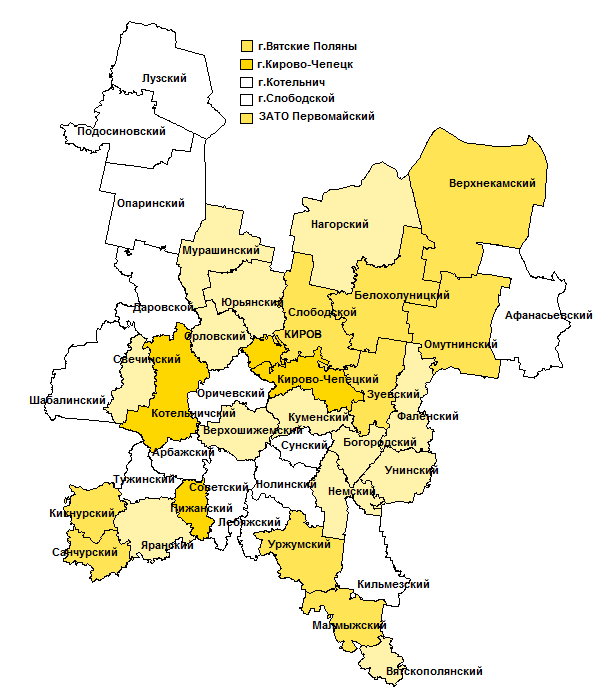 г.Вятские Поляны
г.Кирово-Чепецк
г.Котельнич
г.Слободской
ЗАТО Первомайский
Лузский
Подосиновский
Опаринский
Верхнекамский
Нагорский
Мурашинский
Юрьянский
Белохолуницкий
Даровской
Слободской
Афанасьевский
Орловский
КИРОВ
Омутнинский
Свечинский
Кирово-Чепецкий
Шабалинский
Оричевский
Зуевский
Котельничский
Куменский
Фаленский
Верхошижемский
Сунский
Богородский
Арбажский
Унинский
Тужинский
Советский
Нолинский
Немский
Кикнурский
Пижанский
Лебяжский
Санчурский
Яранский
Уржумский
Кильмезский
Малмыжский
Вятскополянский